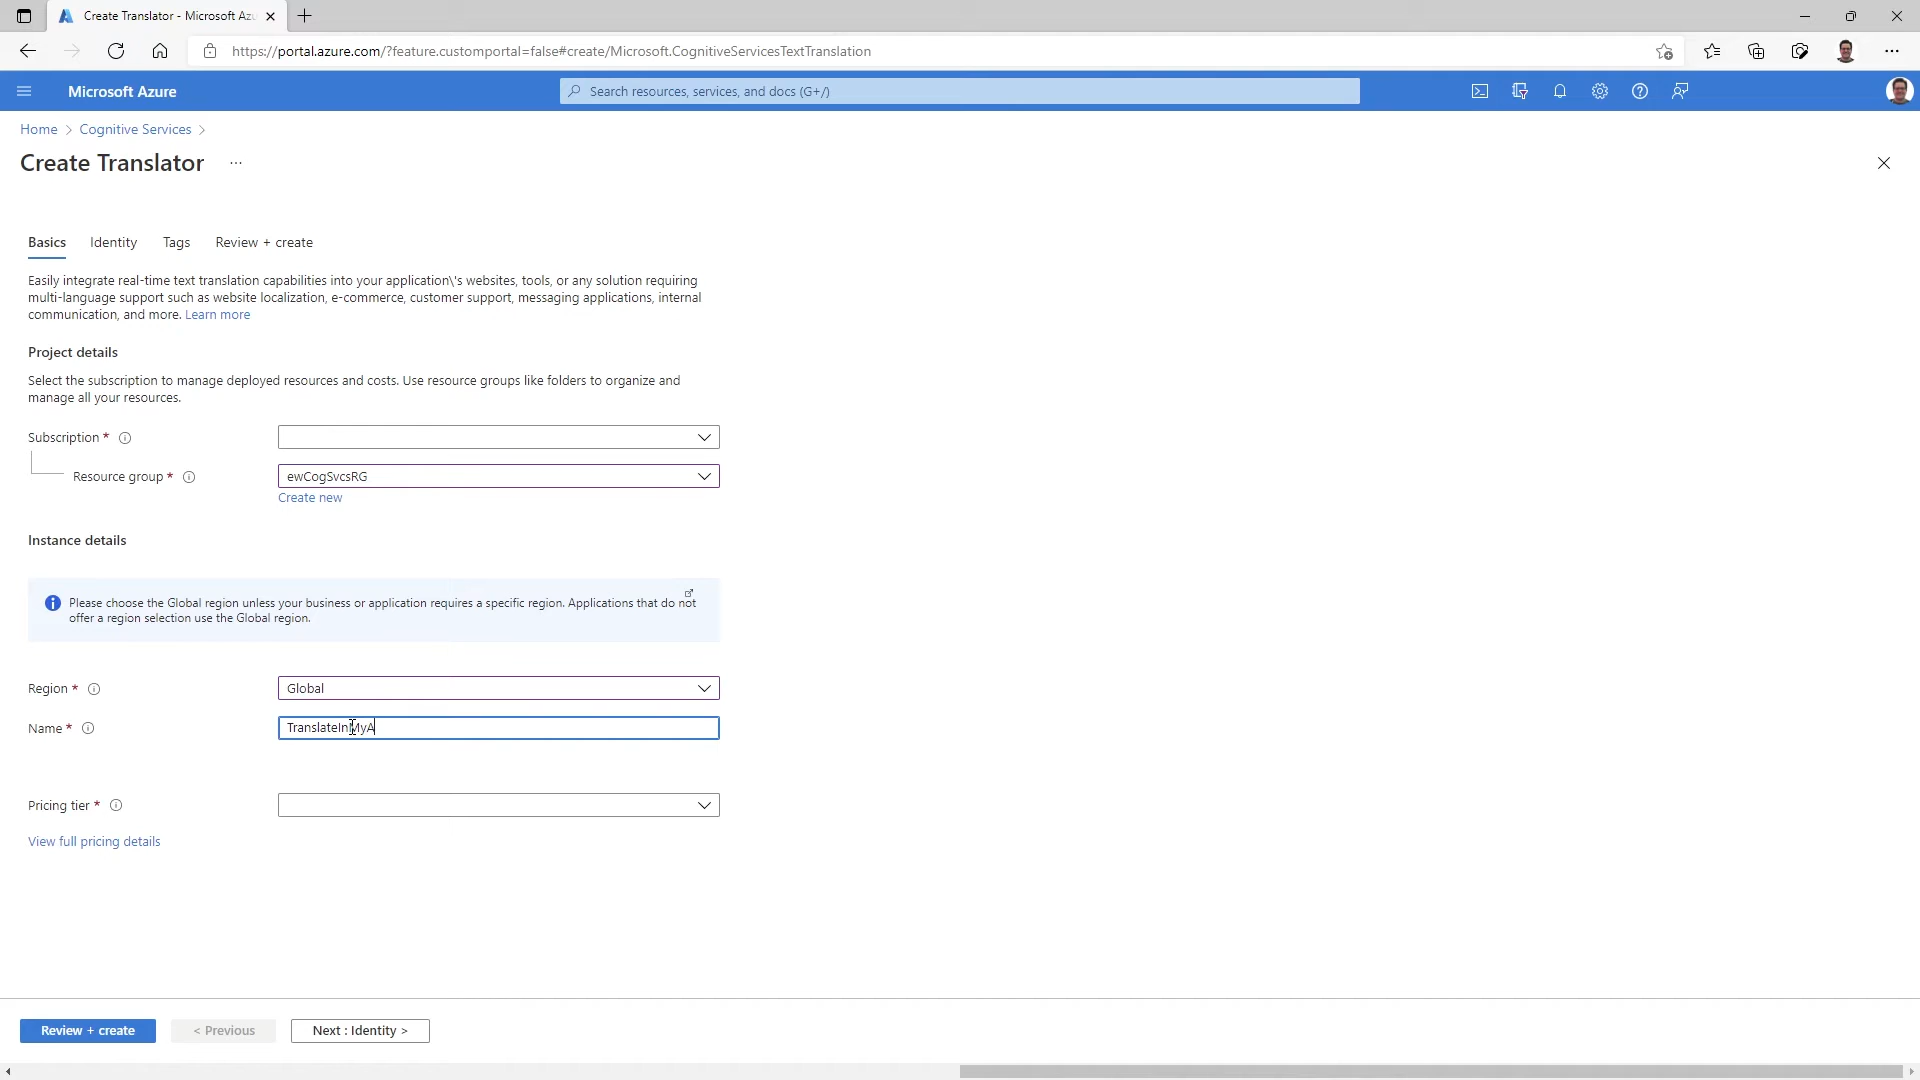 Create Translator - Microsoft Azu
https://portal.azure.com/?feature.customportal=false#create/Microsoft.CognitiveServicesTextTranslation
Microsoft Azure
Search resources, services, and docs (G+/)
Home > Cognitive Services >
Create Translator ...
Basics Identity Tags Review + create
Easily integrate real-time text translation capabilities into your application\'s websites, tools, or any solution requiring
multi-language support such as website localization, e-commerce, customer support, messaging applications, internal
communication, and more. Learn more
Project details
Select the subscription to manage deployed resources and costs. Use resource groups like folders to organize and
manage all your resources.
Subscription *
Resource group * ewCogSvcsRG
Create new
Instance details
Please choose the Global region unless your business or application requires a specific region. Applications that do not
offer a region selection use the Global region.
Region * Global
Name * TranslateInMyA
Pricing tier *
View full pricing details
Review + create < Previous Next : Identity >